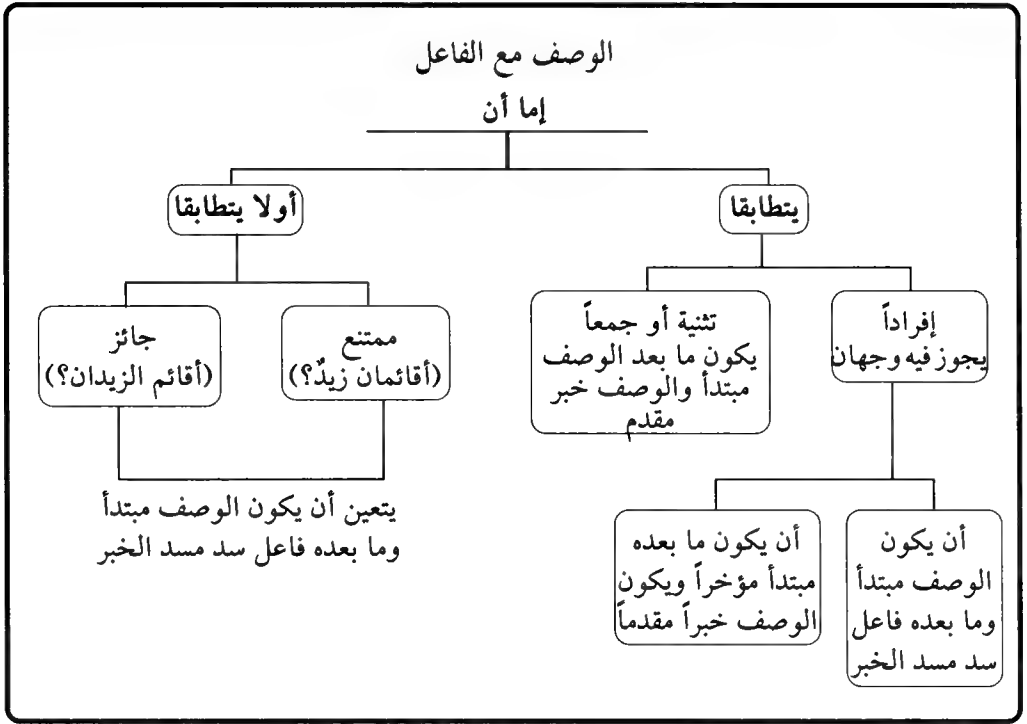 الوصف مع الفاعل
إما أن
يتطابقا
أولا يتطابقا
إفراداً
يجوز فيه وجهان
تثنية أو جمعاً
يكون ما بعد الوصف
مبتدأ والوصف خبر
مقدم
ممتنع
(أقائمان زيدٌ؟)
جائز
(أقائم الزيدان؟)
أن يكون
الوصف مبتدأ
وما بعده فاعل
سد مسد الخبر
أن يكون ما بعده
مبتدأ مؤخراً ويكون
الوصف خبراً مقدماً
يتعين أن يكون الوصف مبتدأ
وما بعده فاعل سد مسد الخبر